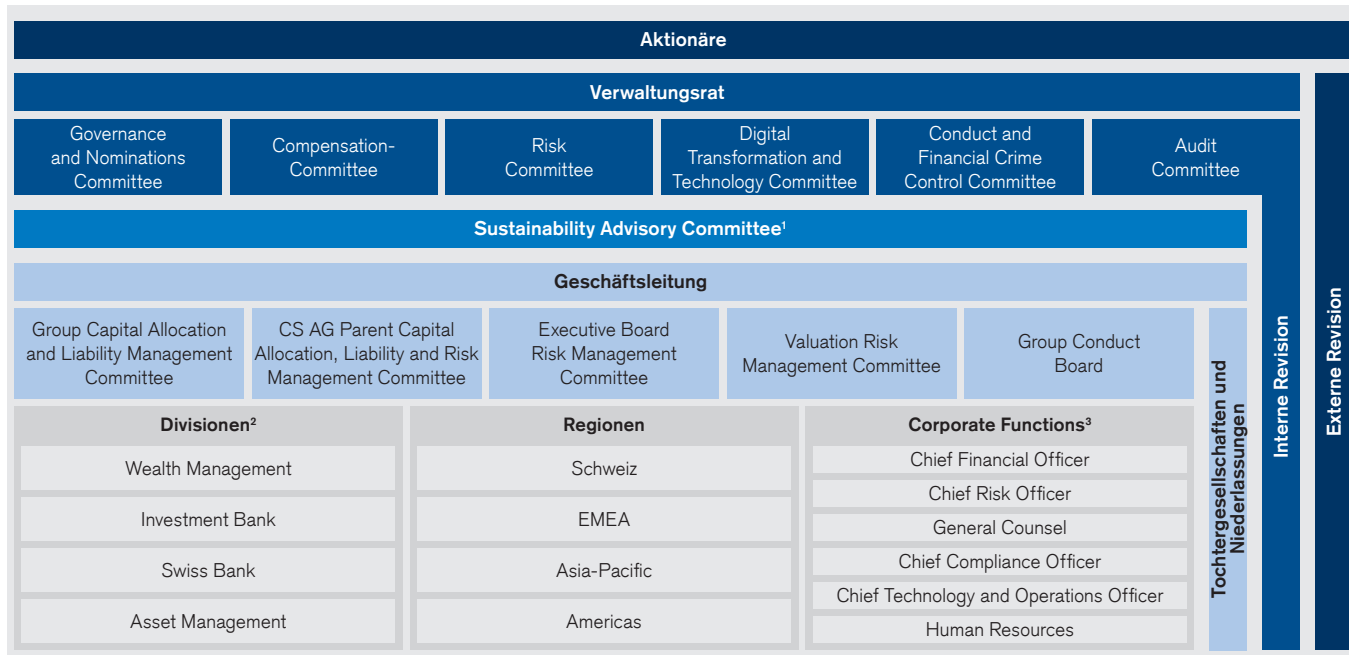 Aktionäre
Verwaltungsrat
Governance
and Nominations
Committee
Compensation-
Committee
Risk
Committee
Digital
Transformation and
Technology Committee
Conduct and
Financial Crime
Control Committee
Audit
Committee
Sustainability Advisory Committee¹
Geschäftsleitung
Group Capital Allocation
and Liability Management
Committee
CS AG Parent Capital
Allocation, Liability and Risk
Management Committee
Executive Board
Risk Management
Committee
Valuation Risk
Management Committee
Group Conduct
Board
Divisionen²
Wealth Management
Investment Bank
Swiss Bank
Asset Management
Regionen
Schweiz
EMEA
Asia-Pacific
Americas
Corporate Functions³
Chief Financial Officer
Chief Risk Officer
General Counsel
Chief Compliance Officer
Chief Technology and Operations Officer
Human Resources
Tochtergesellschaften und
Niederlassungen
Interne Revision
Externe Revision